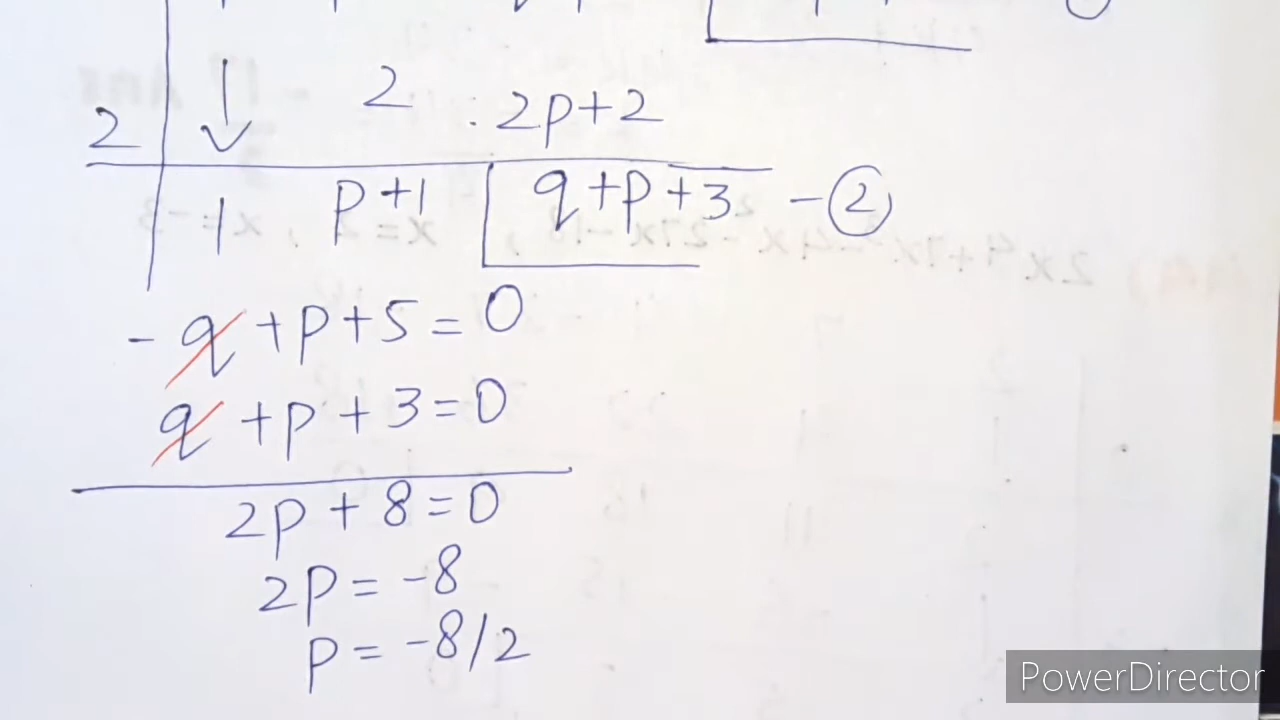 2 2 2p+2
1 p+1 q+p+3 - ②
- q + p + 5 = 0
q + p + 3 = 0
2p + 8 = 0
2p = -8
p = -8/2
PowerDirector